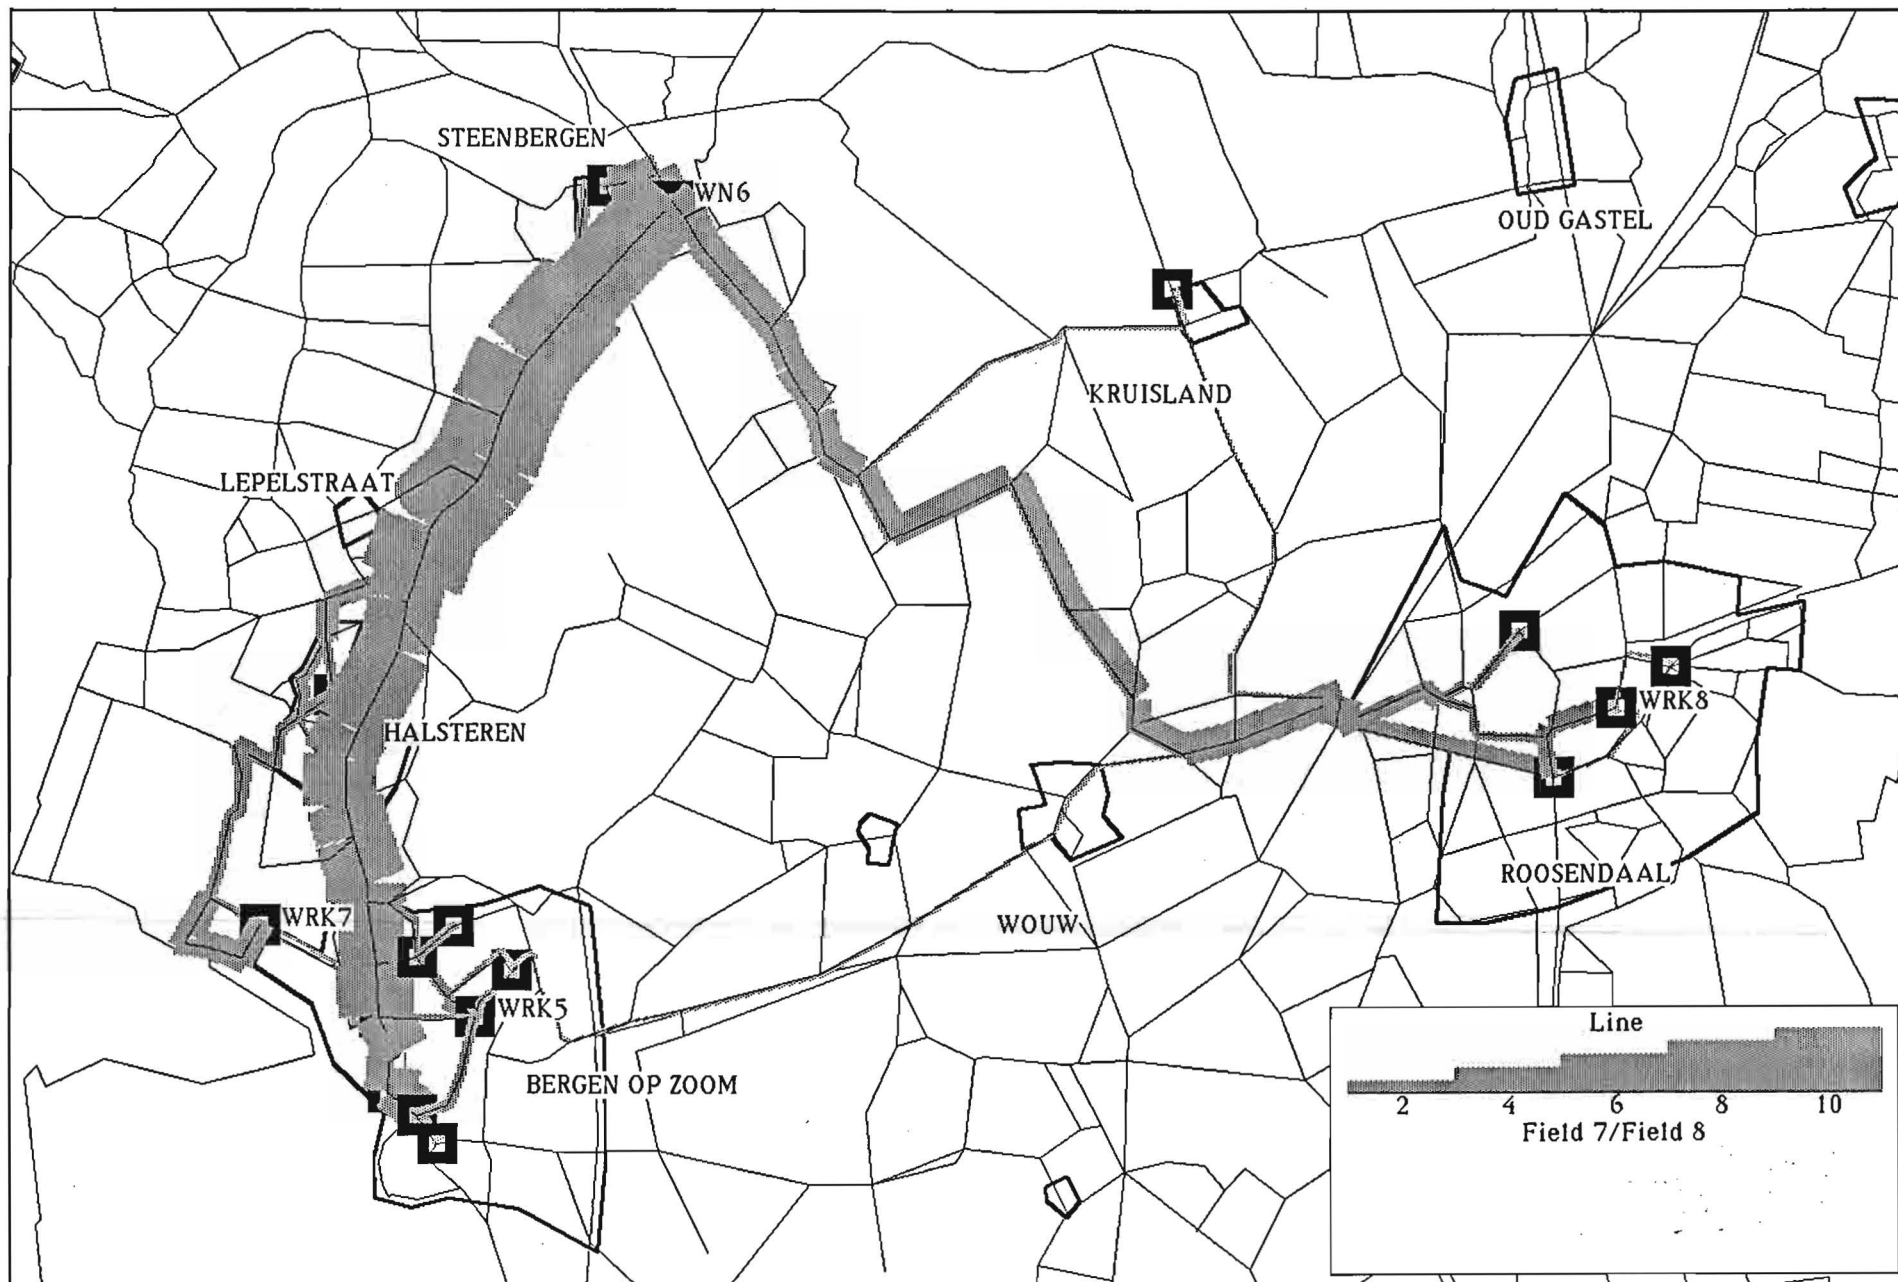 STEENBERGEN
WN6
OUD GASTEL
KRUISLAND
LEPELSTRAAT
WRK8
HALSTEREN
ROOSENDAAL
WRK7
WOUW
WRK5
BERGEN OP ZOOM
Line
2 4 6 8 10
Field 7/Field 8